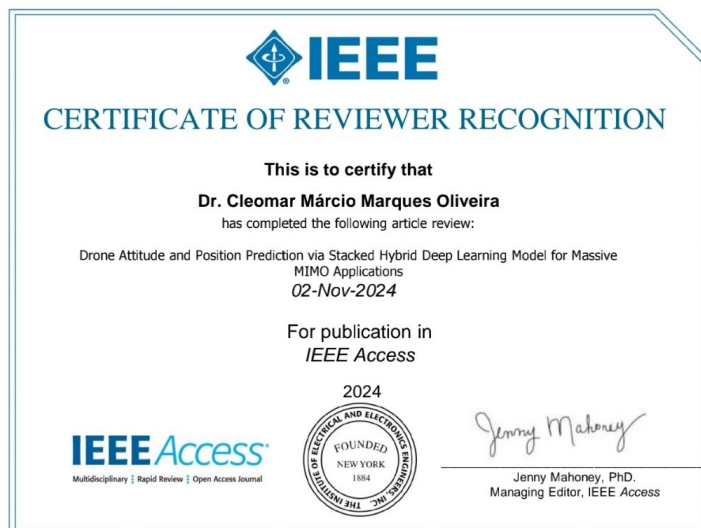 IEEE
CERTIFICATE OF REVIEWER RECOGNITION
This is to certify that
Dr. Cleomar Márcio Marques Oliveira
has completed the following article review:
Drone Attitude and Position Prediction via Stacked Hybrid Deep Learning Model for Massive
MIMO Applications
02-Nov-2024
For publication in
IEEE Access
2024
THE INSTITUTE OF ELECTRICAL AND ELECTRONICS ENGINEERS, INC.
FOUNDED
NEW YORK
1884
IEEE Access
Multidisciplinary Rapid Review Open Access Journal
Jenny Mahoney
Jenny Mahoney, PhD.
Managing Editor, IEEE Access